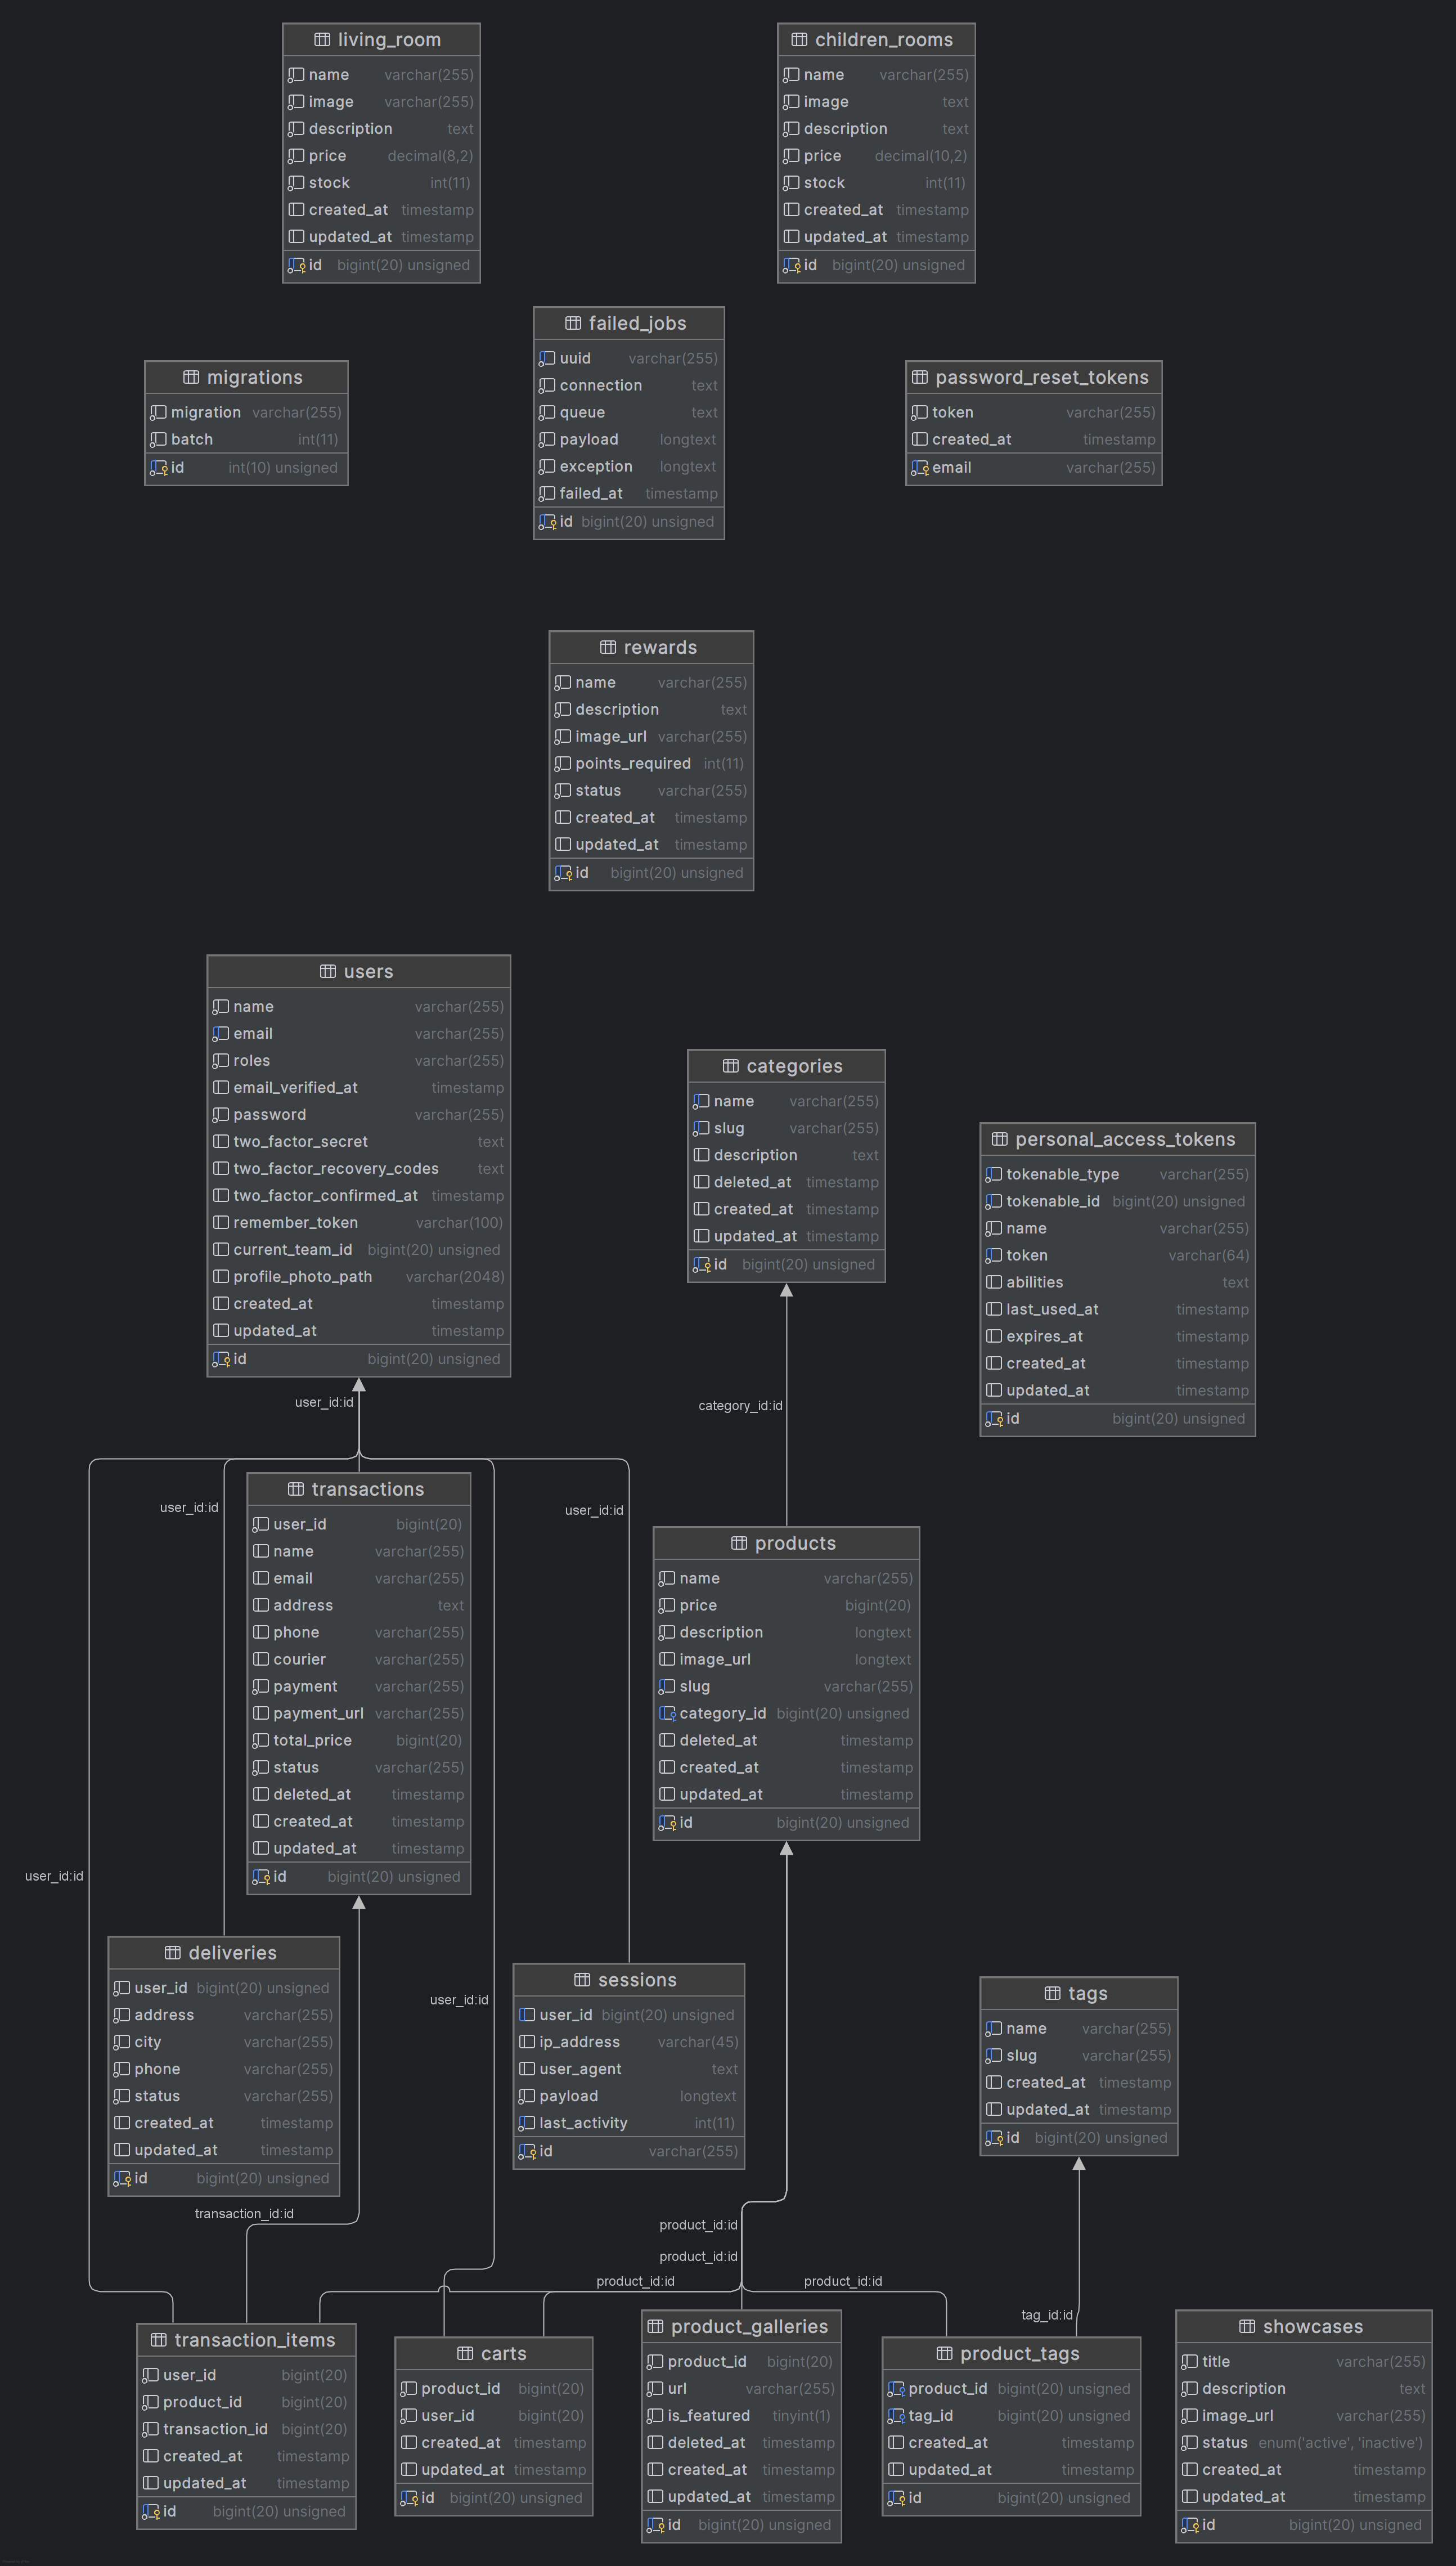 living_room
name varchar(255)
image varchar(255)
description text
price decimal(8,2)
stock int(11)
created_at timestamp
updated_at timestamp
id bigint(20) unsigned
children_rooms
name varchar(255)
image text
description text
price decimal(10,2)
stock int(11)
created_at timestamp
updated_at timestamp
id bigint(20) unsigned
failed_jobs
uuid varchar(255)
connection text
queue text
payload longtext
exception longtext
failed_at timestamp
id bigint(20) unsigned
migrations
migration varchar(255)
batch int(11)
id int(10) unsigned
password_reset_tokens
token varchar(255)
created_at timestamp
email varchar(255)
rewards
name varchar(255)
description text
image_url varchar(255)
points_required int(11)
status varchar(255)
created_at timestamp
updated_at timestamp
id bigint(20) unsigned
users
name varchar(255)
email varchar(255)
roles varchar(255)
email_verified_at timestamp
password varchar(255)
two_factor_secret text
two_factor_recovery_codes text
two_factor_confirmed_at timestamp
remember_token varchar(100)
current_team_id bigint(20) unsigned
profile_photo_path varchar(2048)
created_at timestamp
updated_at timestamp
id bigint(20) unsigned
categories
name varchar(255)
slug varchar(255)
description text
deleted_at timestamp
created_at timestamp
updated_at timestamp
id bigint(20) unsigned
personal_access_tokens
tokenable_type varchar(255)
tokenable_id bigint(20) unsigned
name varchar(255)
token varchar(64)
abilities text
last_used_at timestamp
expires_at timestamp
created_at timestamp
updated_at timestamp
id bigint(20) unsigned
user_id:id
category_id:id
user_id:id
user_id:id
transactions
user_id bigint(20)
name varchar(255)
email varchar(255)
address text
phone varchar(255)
courier varchar(255)
payment varchar(255)
payment_url varchar(255)
total_price bigint(20)
status varchar(255)
deleted_at timestamp
created_at timestamp
updated_at timestamp
id bigint(20) unsigned
products
name varchar(255)
price bigint(20)
description longtext
image_url longtext
slug varchar(255)
category_id bigint(20) unsigned
deleted_at timestamp
created_at timestamp
updated_at timestamp
id bigint(20) unsigned
user_id:id
deliveries
user_id bigint(20) unsigned
address varchar(255)
city varchar(255)
phone varchar(255)
status varchar(255)
created_at timestamp
updated_at timestamp
id bigint(20) unsigned
user_id:id
sessions
user_id bigint(20) unsigned
ip_address varchar(45)
user_agent text
payload longtext
last_activity int(11)
id varchar(255)
tags
name varchar(255)
slug varchar(255)
created_at timestamp
updated_at timestamp
id bigint(20) unsigned
transaction_id:id
product_id:id
product_id:id
product_id:id
product_id:id
tag_id:id
transaction_items
user_id bigint(20)
product_id bigint(20)
transaction_id bigint(20)
created_at timestamp
updated_at timestamp
id bigint(20) unsigned
carts
product_id bigint(20)
user_id bigint(20)
created_at timestamp
updated_at timestamp
id bigint(20) unsigned
product_galleries
product_id bigint(20)
url varchar(255)
is_featured tinyint(1)
deleted_at timestamp
created_at timestamp
updated_at timestamp
id bigint(20) unsigned
product_tags
product_id bigint(20) unsigned
tag_id bigint(20) unsigned
created_at timestamp
updated_at timestamp
id bigint(20) unsigned
showcases
title varchar(255)
description text
image_url varchar(255)
status enum('active', 'inactive')
created_at timestamp
updated_at timestamp
id bigint(20) unsigned